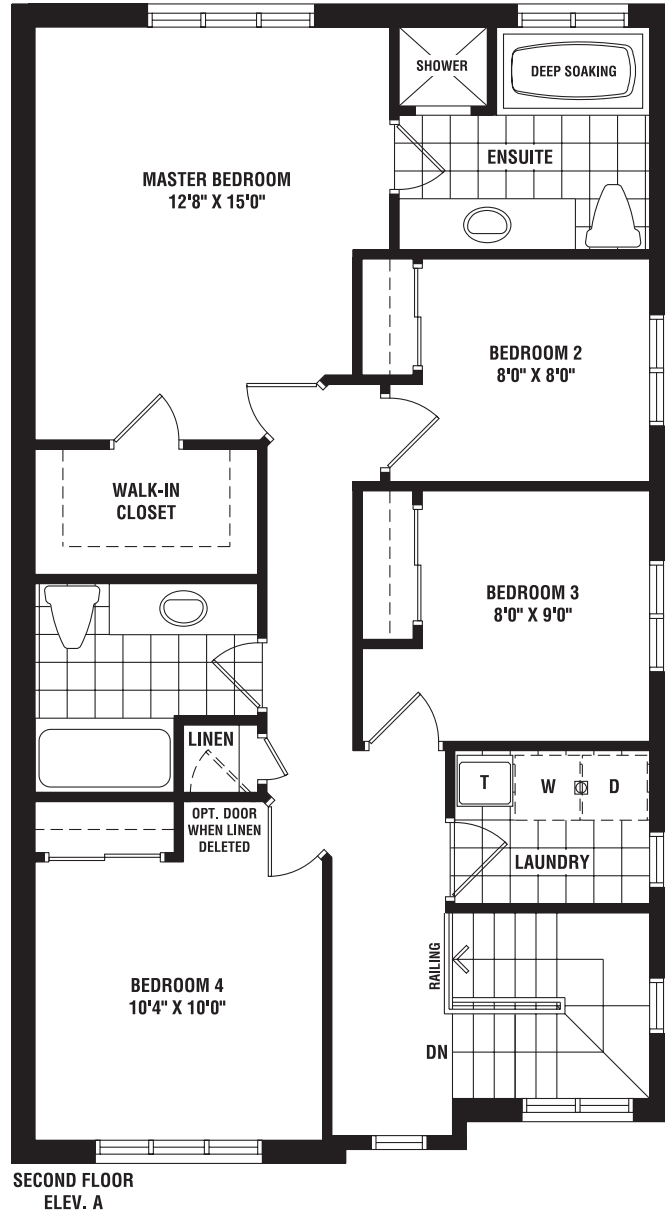 SHOWER
DEEP SOAKING
ENSUITE
MASTER BEDROOM
12'8" X 15'0"
BEDROOM 2
8'0" X 8'0"
WALK-IN
CLOSET
BEDROOM 3
8'0" X 9'0"
LINEN
T
W
D
OPT. DOOR
WHEN LINEN
DELETED
LAUNDRY
RAILING
BEDROOM 4
10'4" X 10'0"
DN
SECOND FLOOR
ELEV. A